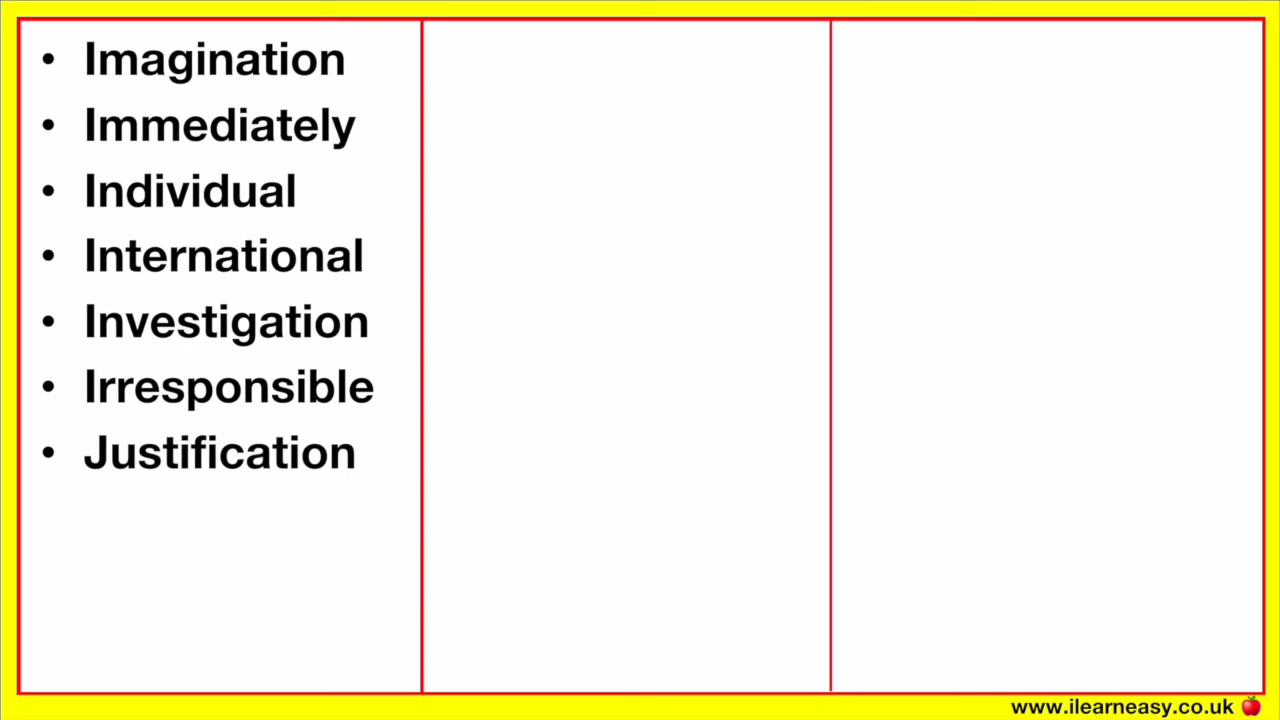 • Imagination
• Immediately
• Individual
• International
• Investigation
• Irresponsible
• Justification
www.ilearneasy.co.uk